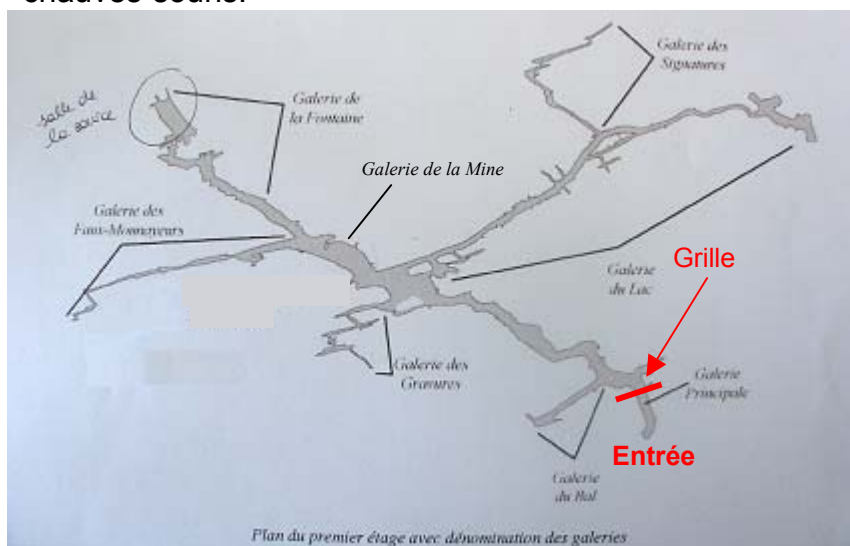 chauves-souris.
Galerie des
Signatures
salle de
la source
Galerie de
la Fontaine
Galerie de la Mine
Galerie des
Faux-Monnayeurs
Grille
Galerie
du Lac
Galerie des
Gravures
Galerie
Principale
Entrée
Galerie
du Bal
Plan du premier étage avec dénomination des galeries